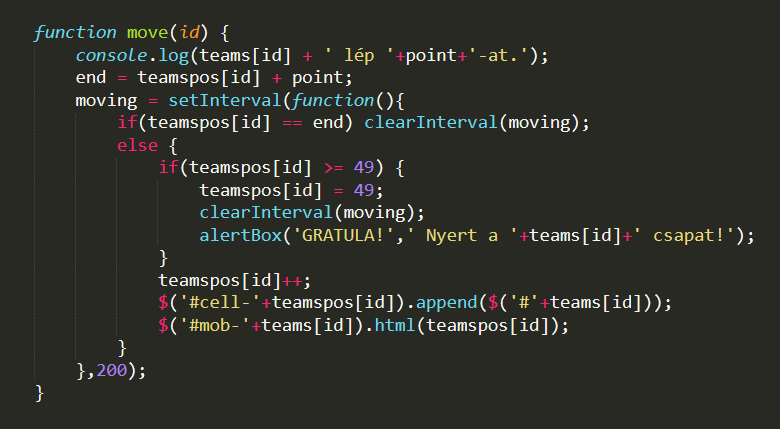 function move(id) {
console.log(teams[id] + ' lép '+point+'-at.');
end = teamspos[id] + point;
moving = setInterval(function(){
if(teamspos[id] == end) clearInterval(moving);
else {
if(teamspos[id] >= 49) {
teamspos[id] = 49;
clearInterval(moving);
alertBox('GRATULA!',' Nyert a '+teams[id]+' csapat!');
}
teamspos[id]++;
$('#cell-'+teamspos[id]).append($('#'+teams[id]));
$('#mob-'+teams[id]).html(teamspos[id]);
}
},200);
}